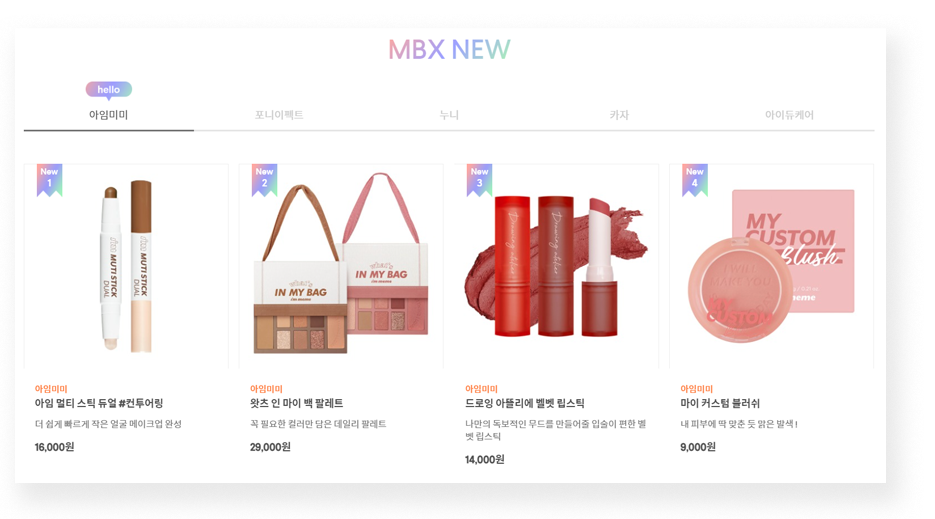 MBX NEW
hello
아임미미
포니이펙트
누니
카자
아이듀케이
New
1
New
2
New
3
New
4
MUTI STICK
DUAL
MUTI STICK
DUAL
IN MY BAG
IN MY BAG
MY
CUSTOM
Blush
I WILL
MAKE YOU
CUSTOM
아임미미
아임 멀티 스틱 듀얼 #컨투어링
더 쉽게 빠르게 작은 얼굴 메이크업 완성
16,000원
아임미미
왓츠 인 마이 백 팔레트
꼭 필요한 컬러만 담은 데일리 팔레트
29,000원
아임미미
드로잉 아뜰리에 벨벳 립스틱
나만의 독보적인 무드를 만들어줄 입술이 편한 벨
벳 립스틱
14,000원
아임미미
마이 커스텀 블러쉬
내 피부에 딱 맞춘 듯 맑은 발색 !
9,000원